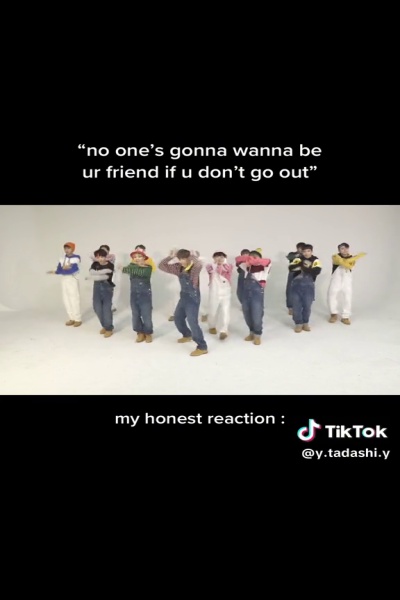 “no one’s gonna wanna be
ur friend if u don’t go out”
my honest reaction :
TikTok
@y.tadashi.y